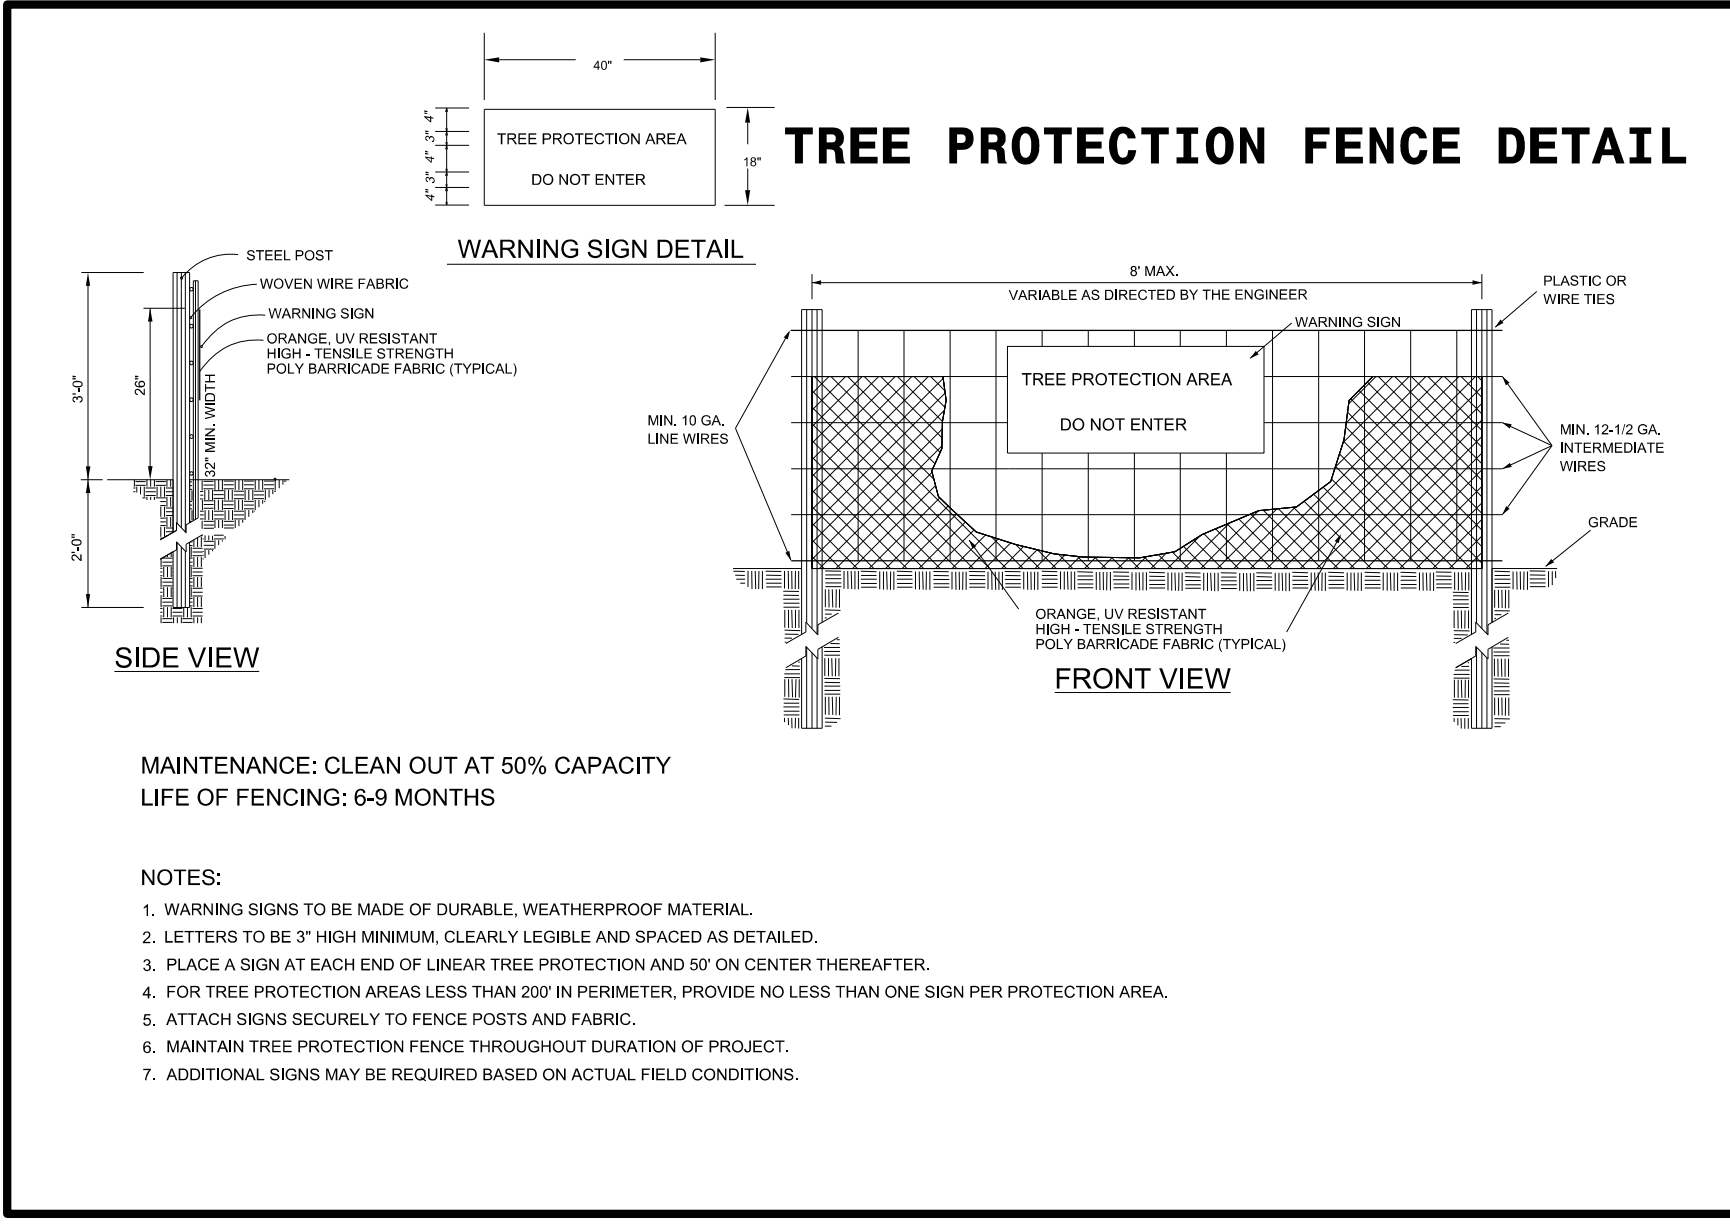 40"
4"
3"
4"
3"
4"
TREE PROTECTION AREA
DO NOT ENTER
18"
TREE PROTECTION FENCE DETAIL
WARNING SIGN DETAIL
STEEL POST
WOVEN WIRE FABRIC
WARNING SIGN
ORANGE, UV RESISTANT
HIGH - TENSILE STRENGTH
POLY BARRICADE FABRIC (TYPICAL)
3'-0"
26"
32" MIN. WIDTH
2'-0"
SIDE VIEW
8' MAX.
VARIABLE AS DIRECTED BY THE ENGINEER
PLASTIC OR
WIRE TIES
WARNING SIGN
TREE PROTECTION AREA
DO NOT ENTER
MIN. 10 GA.
LINE WIRES
MIN. 12-1/2 GA.
INTERMEDIATE
WIRES
GRADE
ORANGE, UV RESISTANT
HIGH - TENSILE STRENGTH
POLY BARRICADE FABRIC (TYPICAL)
FRONT VIEW
MAINTENANCE: CLEAN OUT AT 50% CAPACITY
LIFE OF FENCING: 6-9 MONTHS
NOTES:
1. WARNING SIGNS TO BE MADE OF DURABLE, WEATHERPROOF MATERIAL.
2. LETTERS TO BE 3" HIGH MINIMUM, CLEARLY LEGIBLE AND SPACED AS DETAILED.
3. PLACE A SIGN AT EACH END OF LINEAR TREE PROTECTION AND 50' ON CENTER THEREAFTER.
4. FOR TREE PROTECTION AREAS LESS THAN 200' IN PERIMETER, PROVIDE NO LESS THAN ONE SIGN PER PROTECTION AREA.
5. ATTACH SIGNS SECURELY TO FENCE POSTS AND FABRIC.
6. MAINTAIN TREE PROTECTION FENCE THROUGHOUT DURATION OF PROJECT.
7. ADDITIONAL SIGNS MAY BE REQUIRED BASED ON ACTUAL FIELD CONDITIONS.